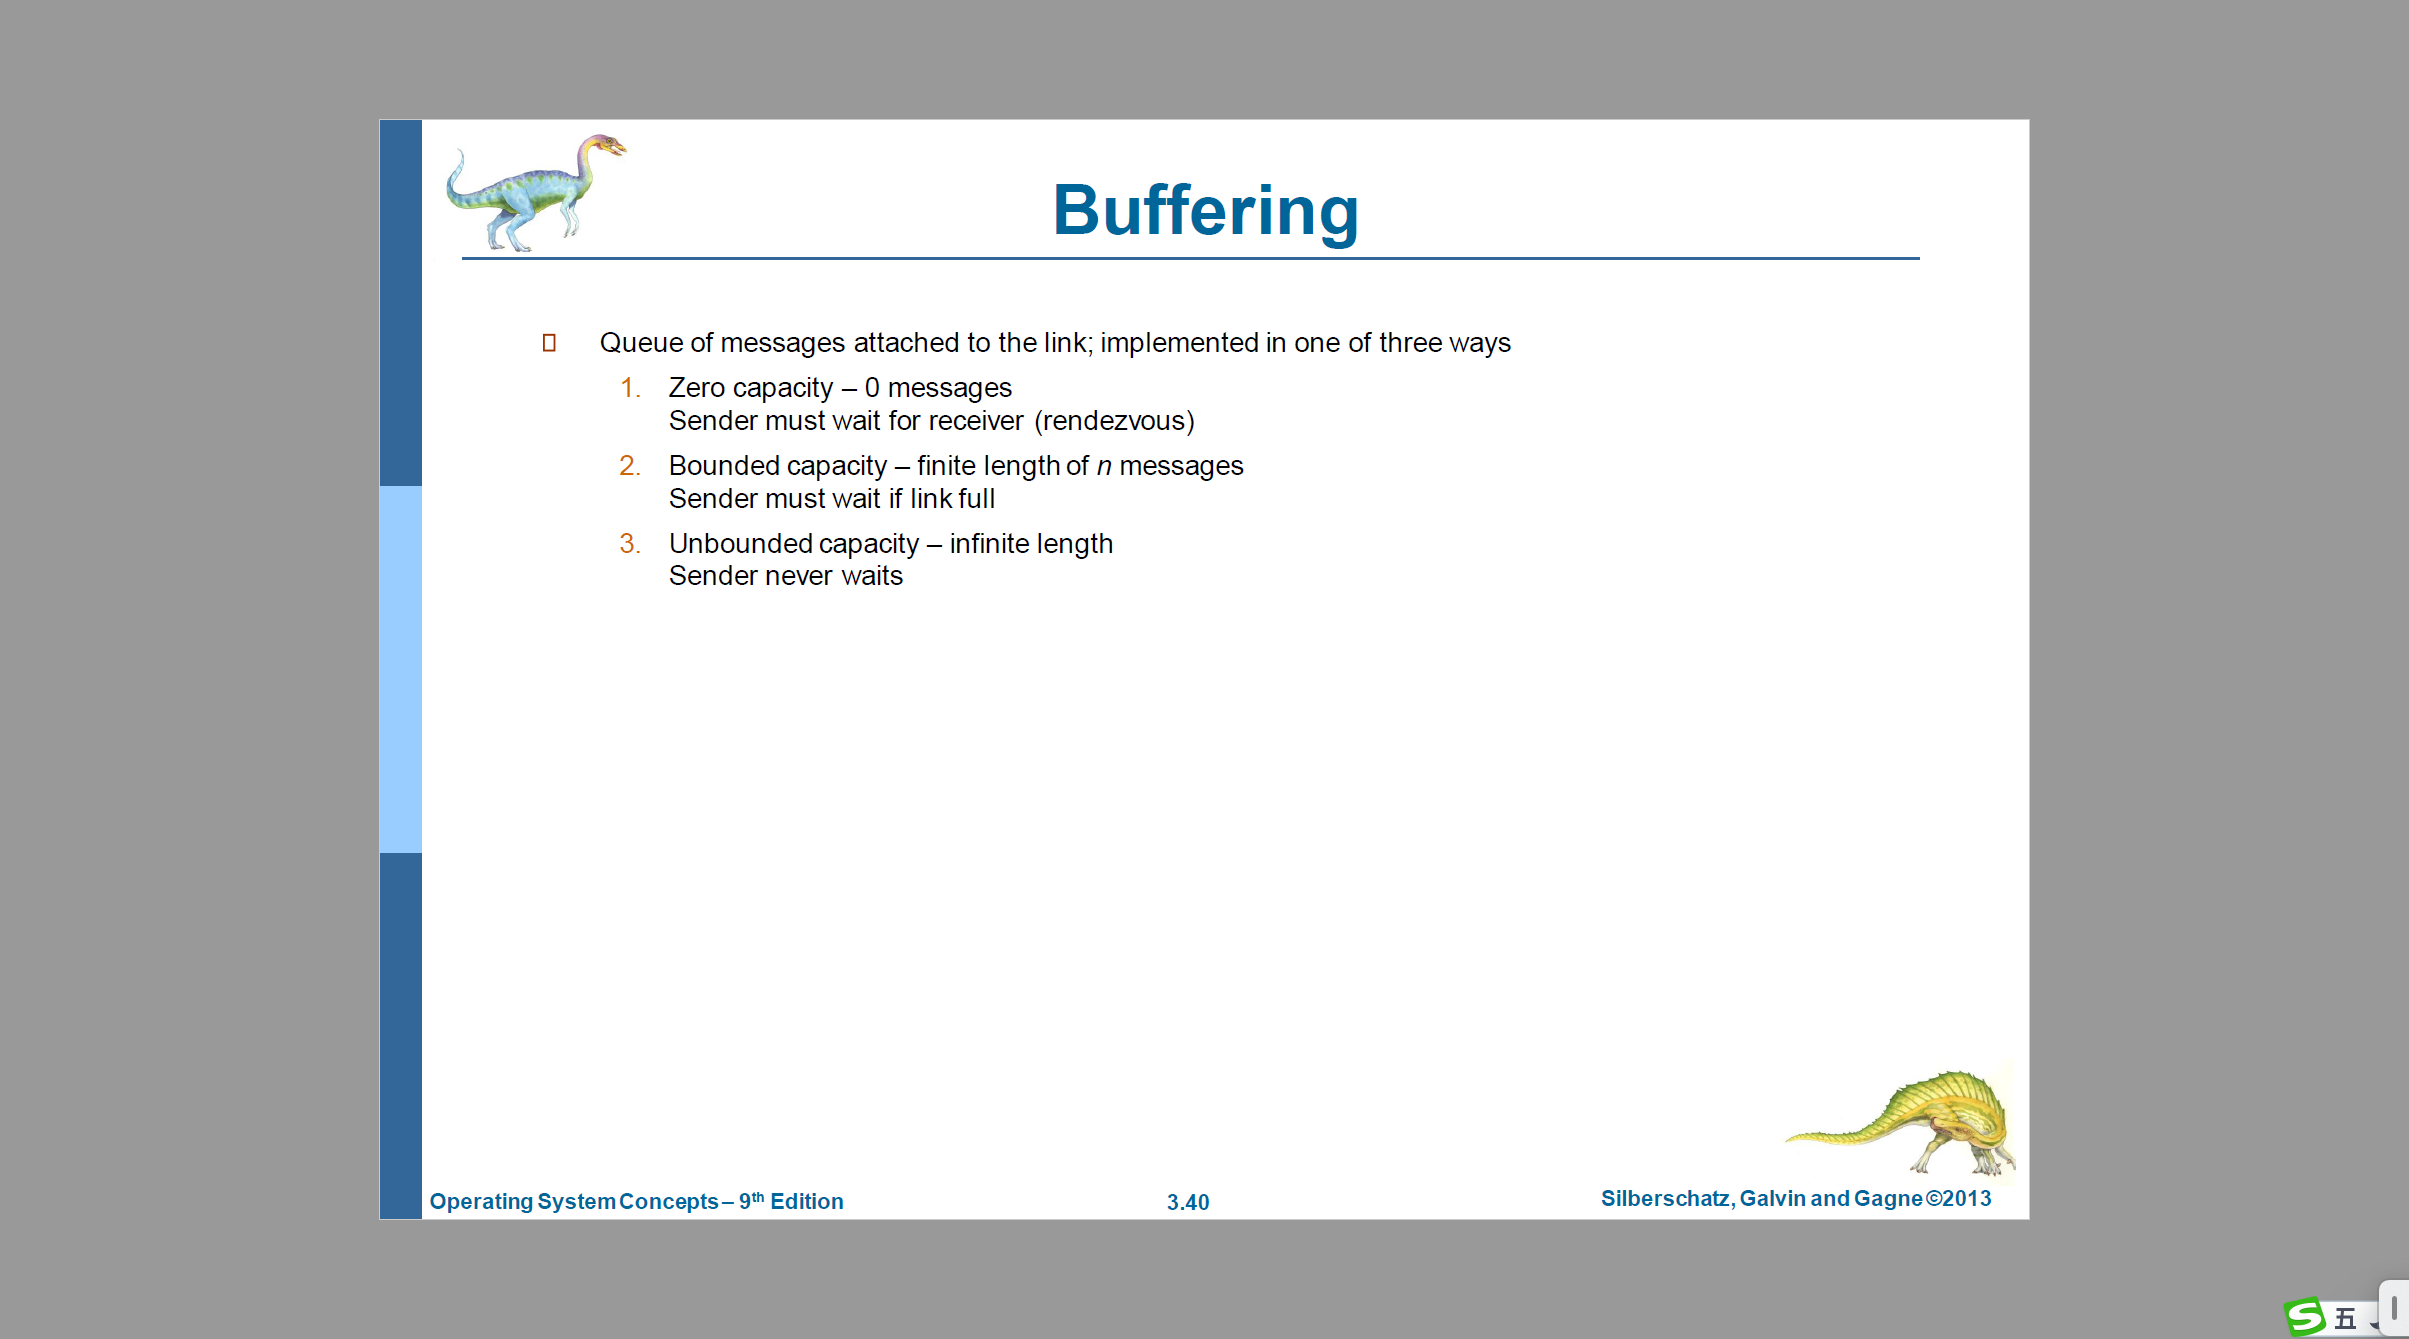 Buffering
Queue of messages attached to the link; implemented in one of three ways
1. Zero capacity – 0 messages
Sender must wait for receiver (rendezvous)
2. Bounded capacity – finite length of n messages
Sender must wait if link full
3. Unbounded capacity – infinite length
Sender never waits
Operating System Concepts – 9th Edition
3.40
Silberschatz, Galvin and Gagne ©2013
五